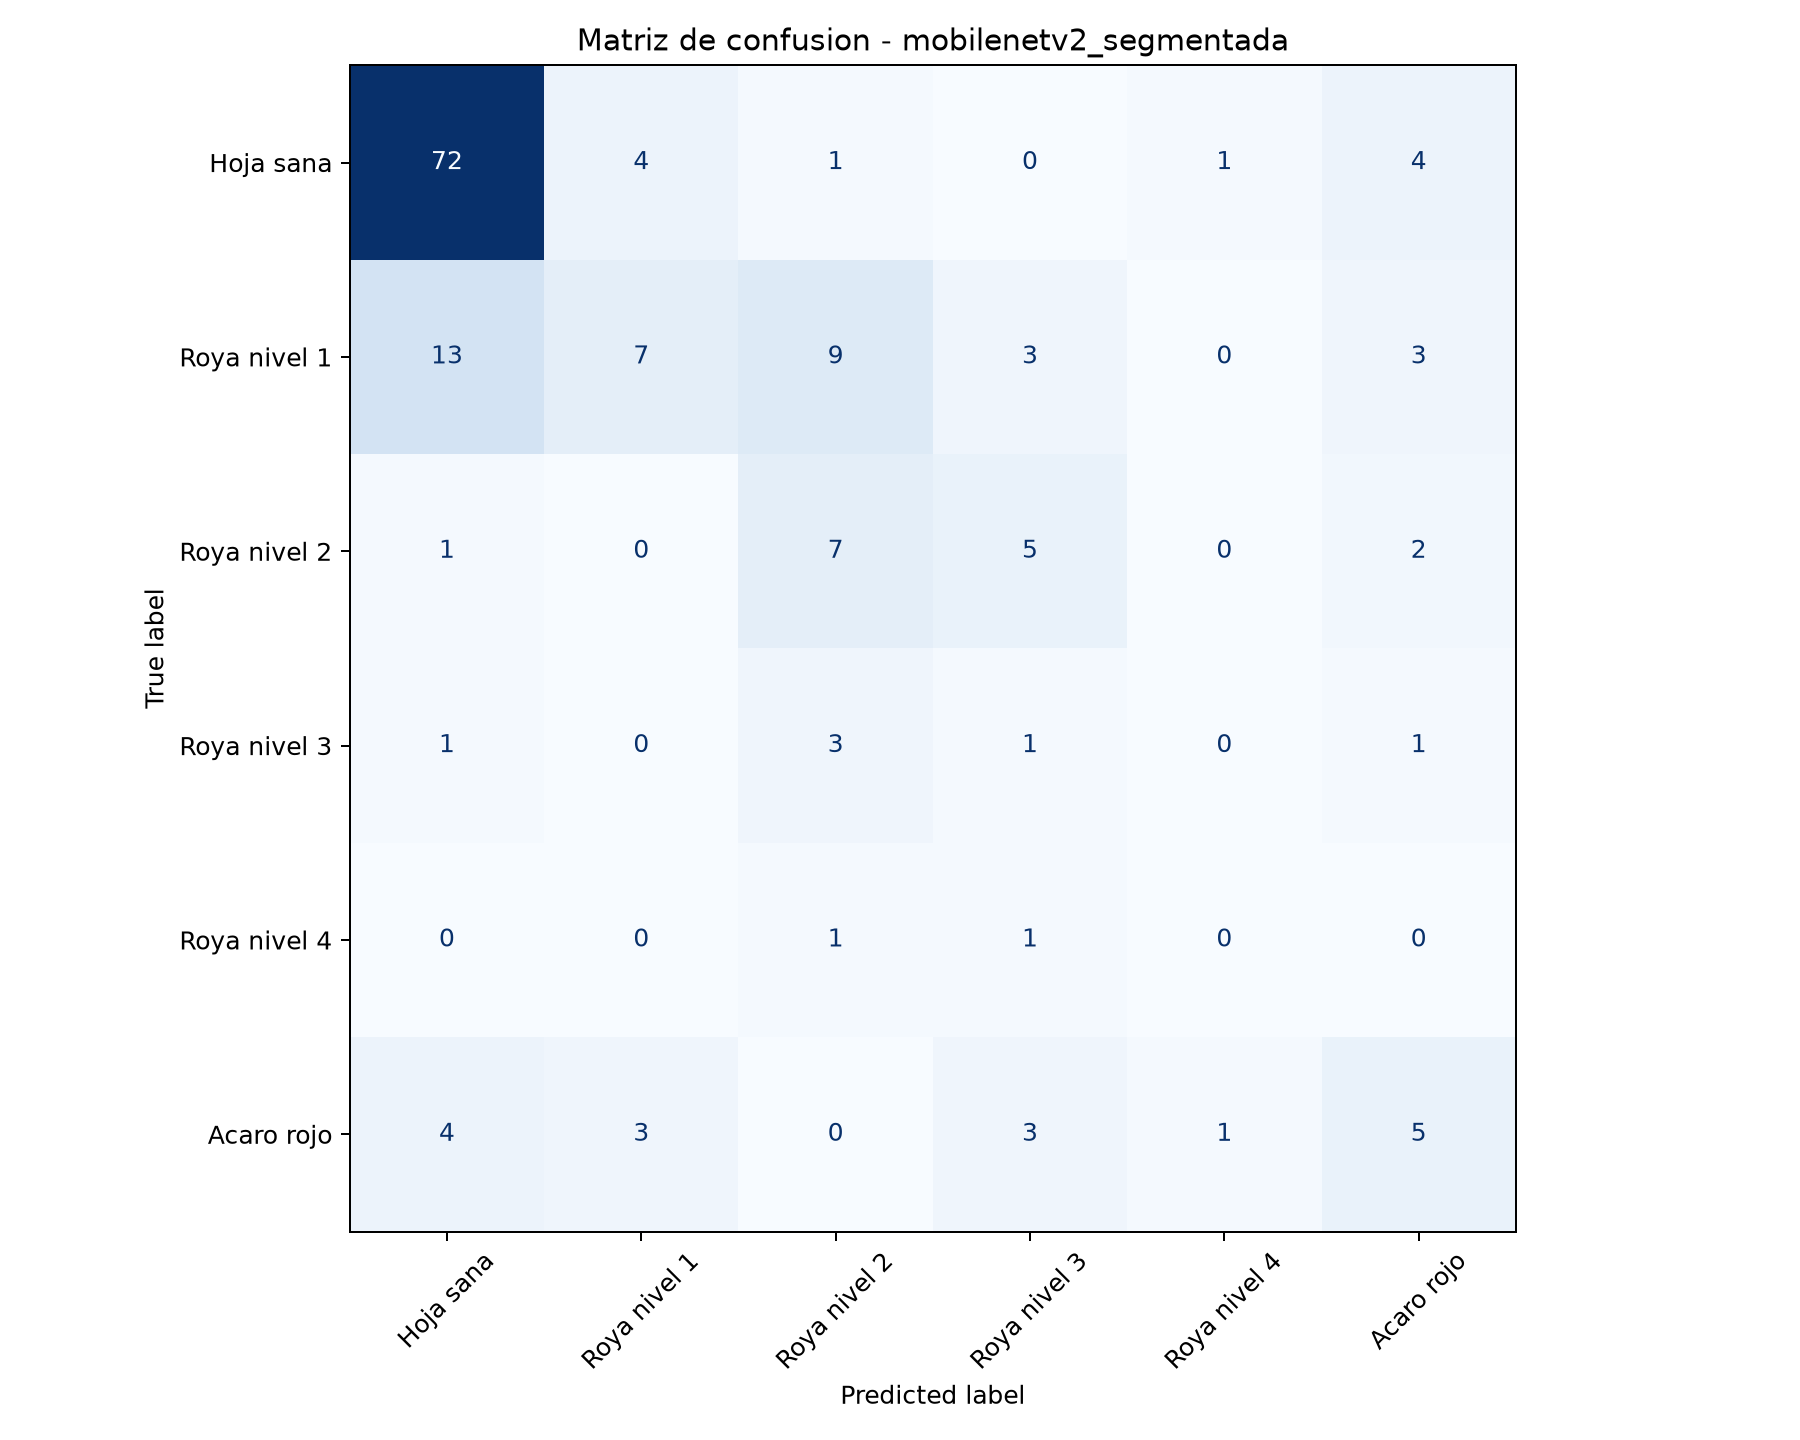 Matriz de confusion - mobilenetv2_segmentada
Hoja sana 72 4 1 0 1 4
Roya nivel 1 13 7 9 3 0 3
Roya nivel 2 1 0 7 5 0 2
Roya nivel 3 1 0 3 1 0 1
Roya nivel 4 0 0 1 1 0 0
Acaro rojo 4 3 0 3 1 5
True label
Hoja sana Roya nivel 1 Roya nivel 2 Roya nivel 3 Roya nivel 4 Acaro rojo
Predicted label